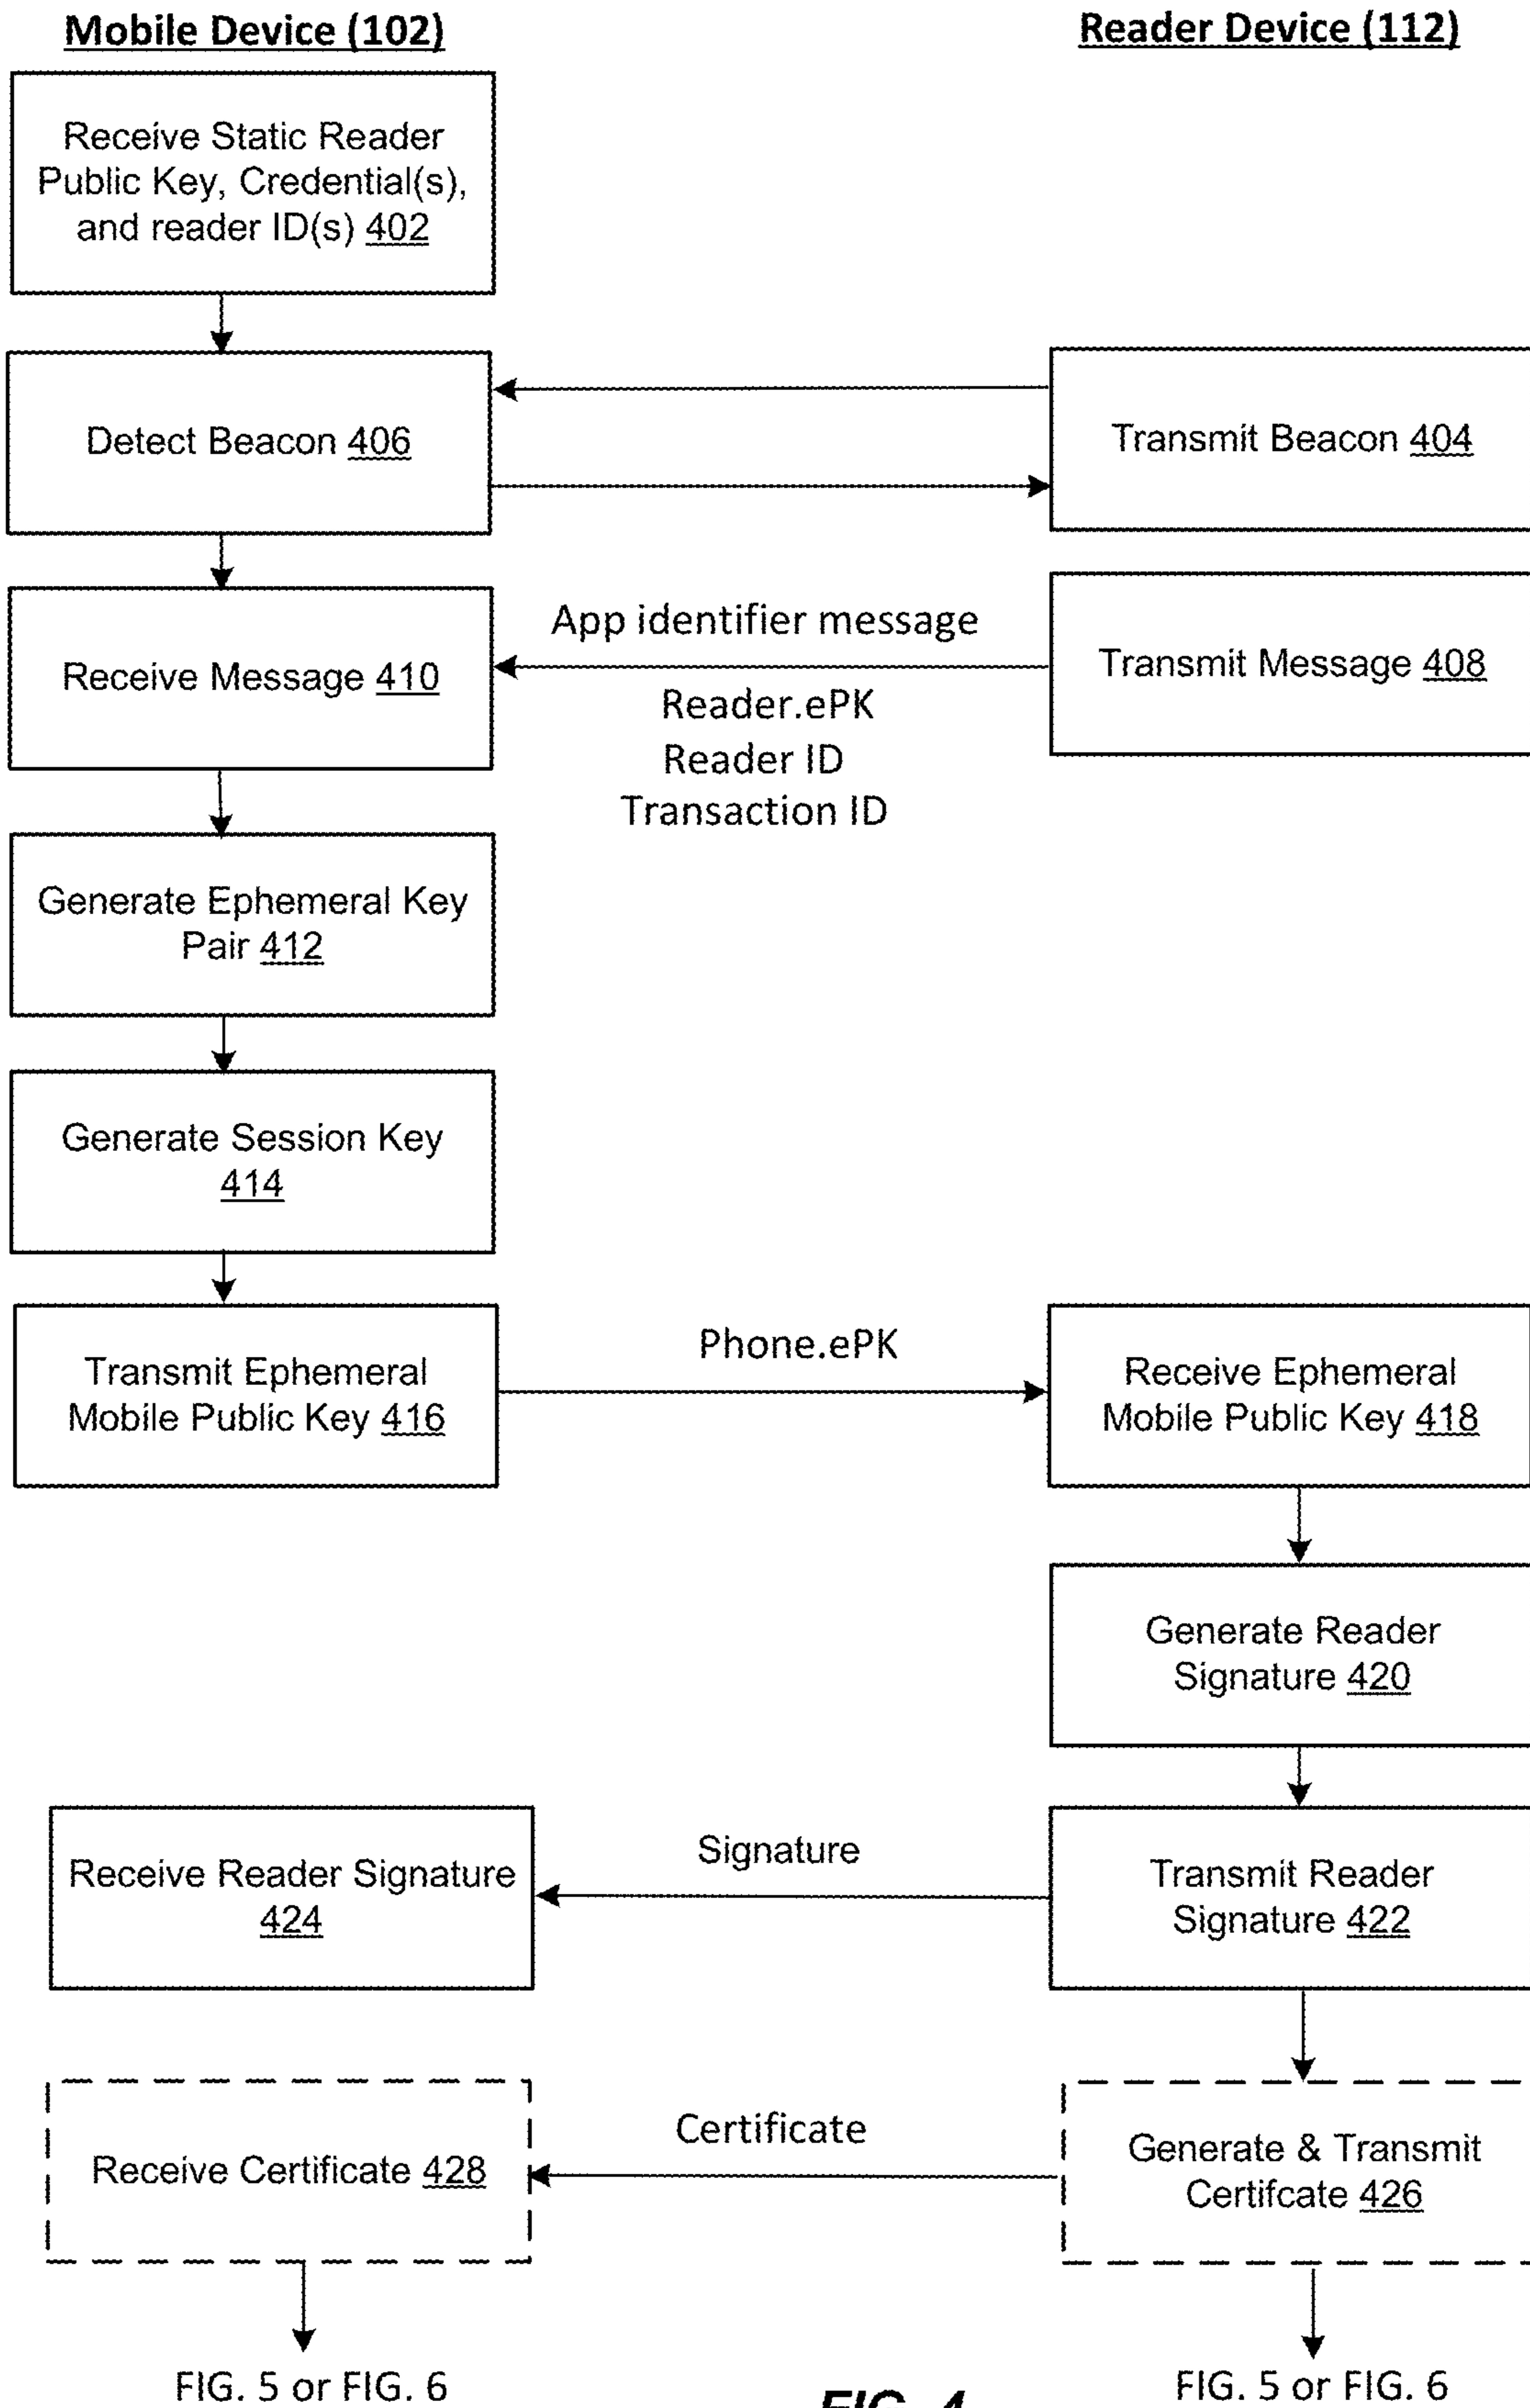 Mobile Device (102)
Reader Device (112)
Receive Static Reader
Public Key, Credential(s),
and reader ID(s) 402
Detect Beacon 406
Transmit Beacon 404
Receive Message 410
App identifier message
Reader.ePK
Reader ID
Transaction ID
Transmit Message 408
Generate Ephemeral Key
Pair 412
Generate Session Key
414
Transmit Ephemeral
Mobile Public Key 416
Phone.ePK
Receive Ephemeral
Mobile Public Key 418
Generate Reader
Signature 420
Receive Reader Signature
424
Signature
Transmit Reader
Signature 422
Receive Certificate 428
Certificate
Generate & Transmit
Certifcate 426
FIG. 5 or FIG. 6
FIG. 4
FIG. 5 or FIG. 6